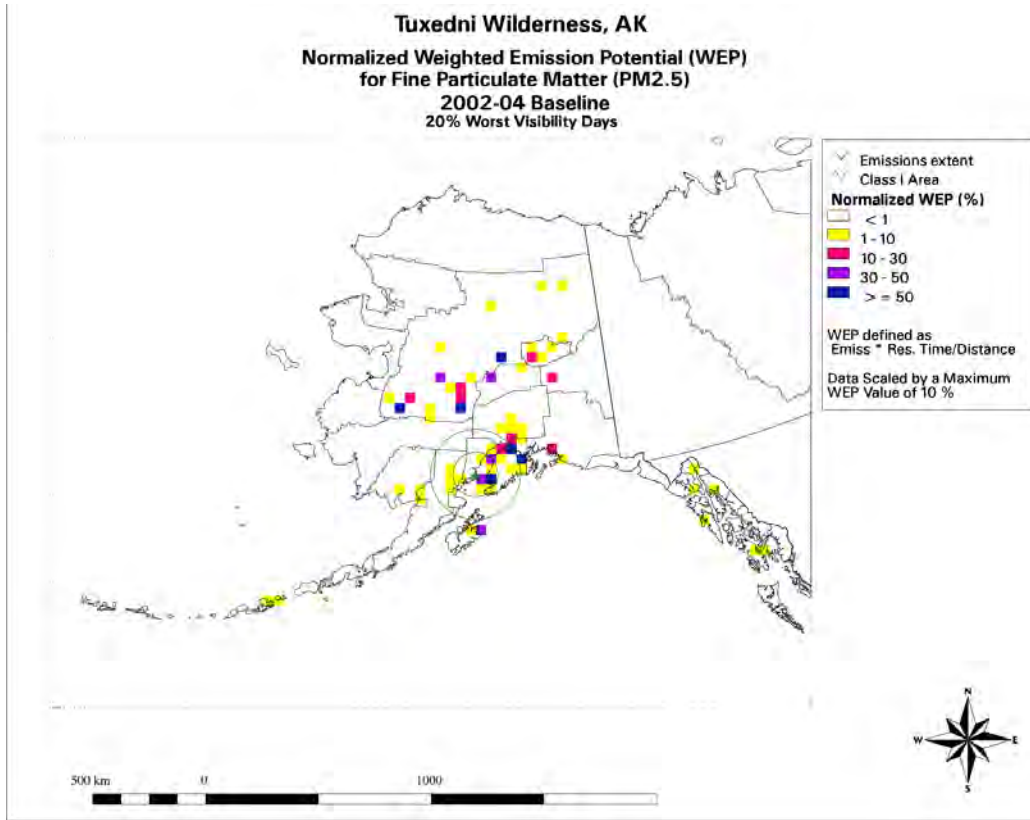 Tuxedni Wilderness, AK
Normalized Weighted Emission Potential (WEP)
for Fine Particulate Matter (PM2.5)
2002-04 Baseline
20% Worst Visibility Days
Emissions extent
Class I Area
Normalized WEP (%)
< 1
1 - 10
10 - 30
30 - 50
> = 50
WEP defined as
Emiss * Res. Time/Distance
Data Scaled by a Maximum
WEP Value of 10 %
N
W E
S
500 km 0 1000